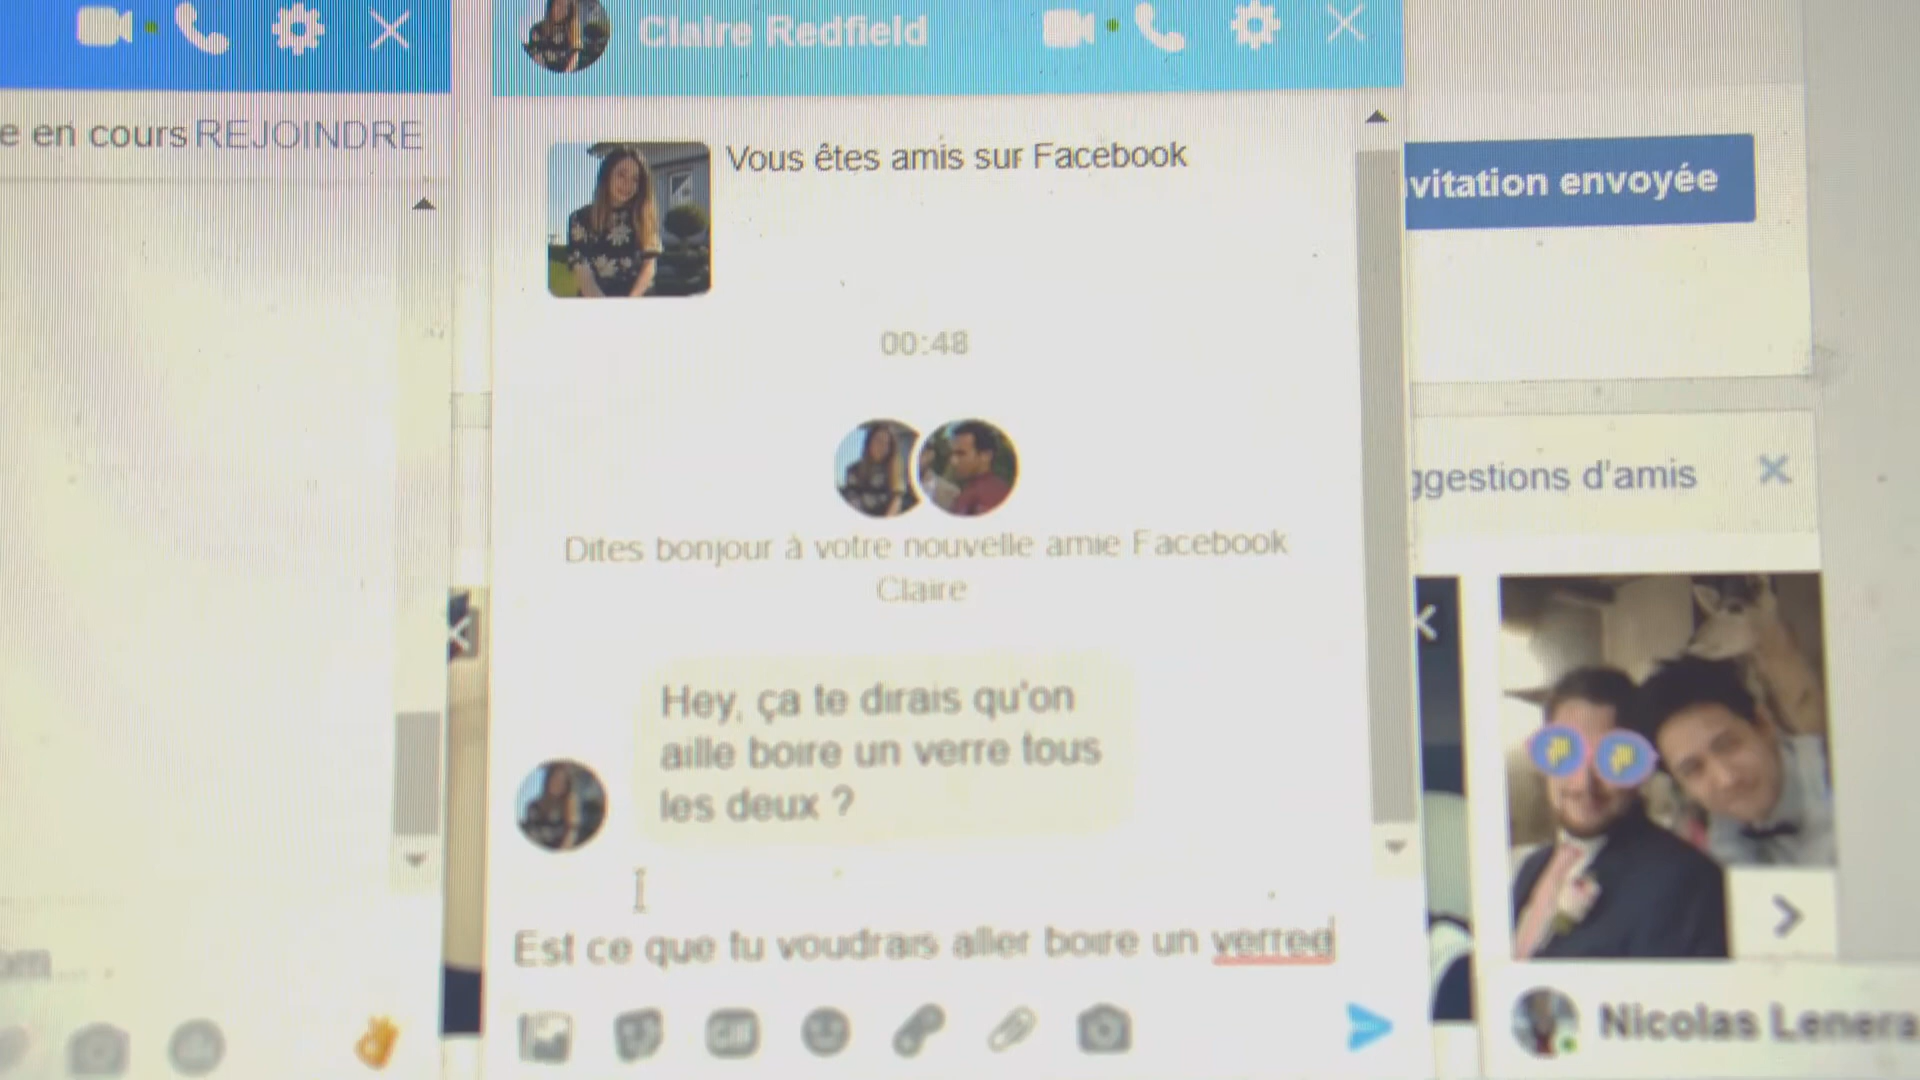 Claire Redfield
e en cours REJOINDRE
Vous êtes amis sur Facebook
vitation envoyée
00:48
ggestions d'amis
Dites bonjour à votre nouvelle amie Facebook
Claire
Hey, ça te dirais qu'on
aille boire un verre tous
les deux ?
Est ce que tu voudrais aller boire un verred
GIF
Nicolas Lenera